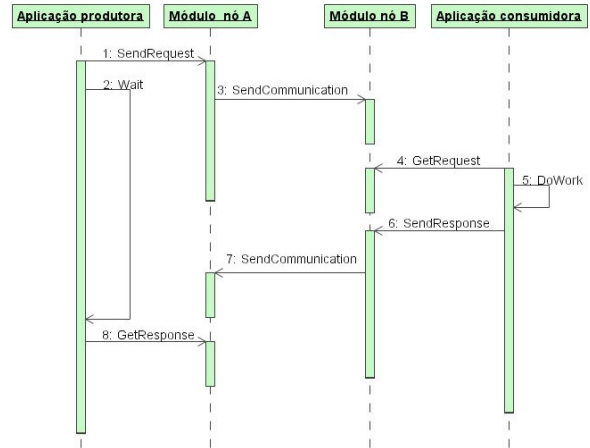 Aplicação produtora
Módulo nó A
Módulo nó B
Aplicação consumidora
1: SendRequest
2: Wait
3: SendCommunication
4: GetRequest
5: DoWork
6: SendResponse
7: SendCommunication
8: GetResponse